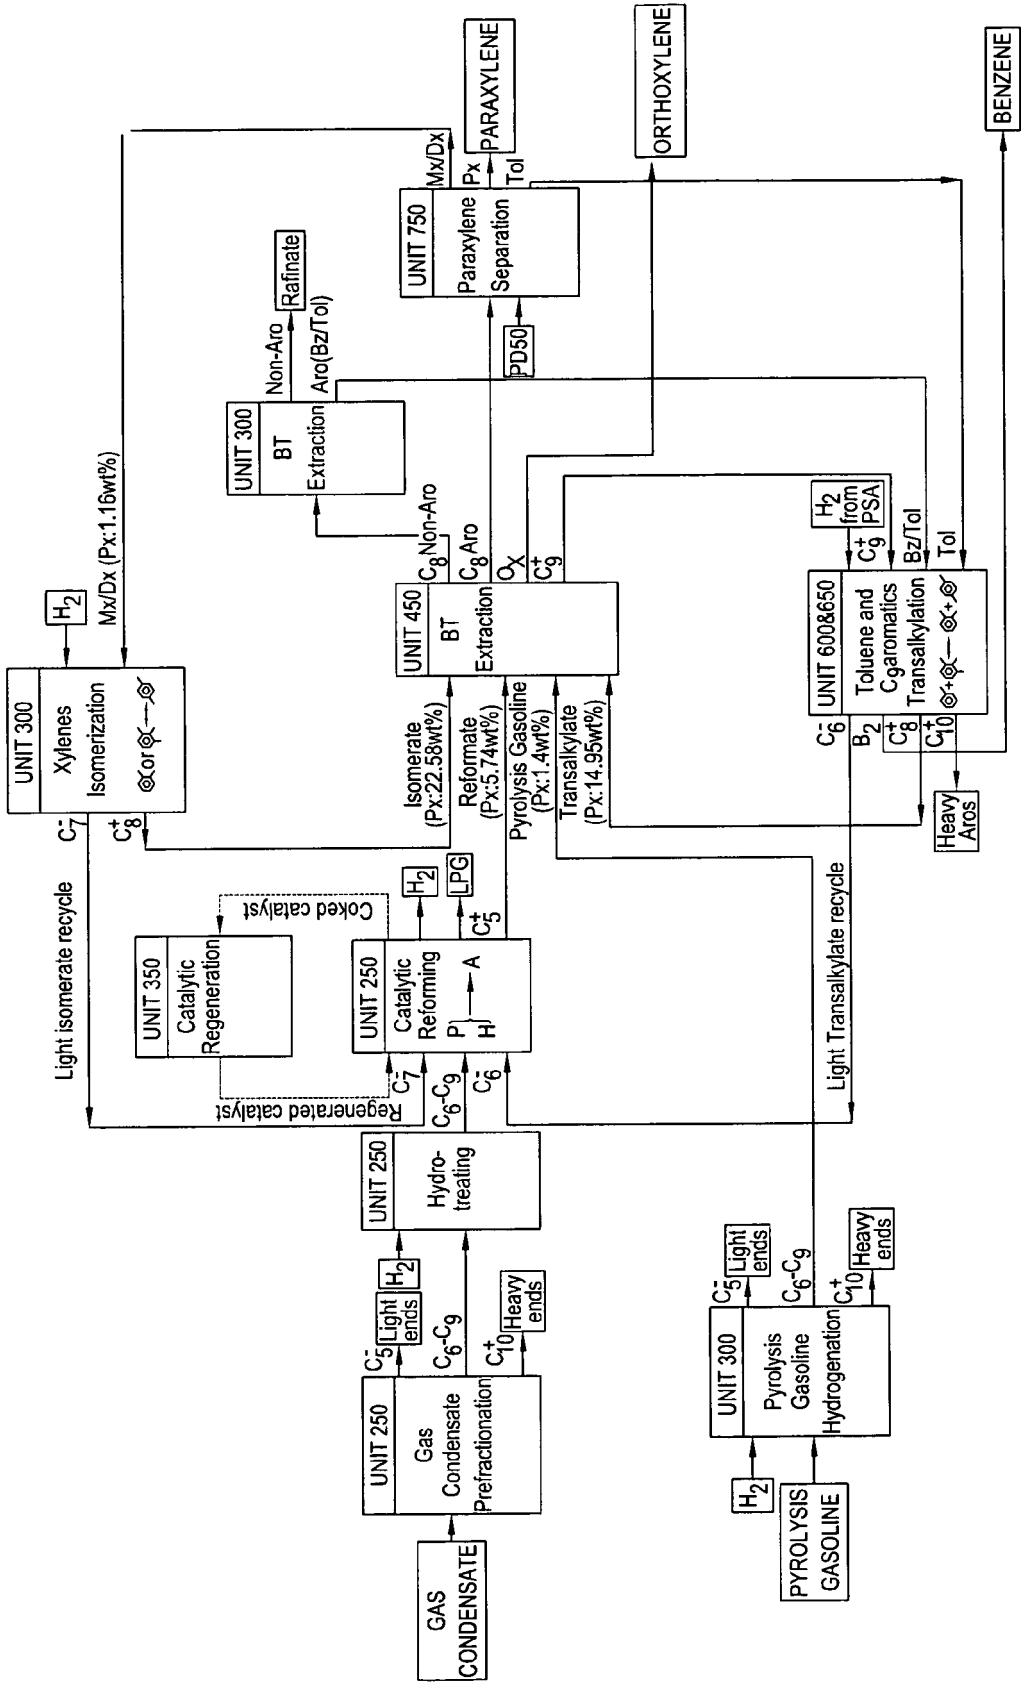 GAS
CONDENSATE
UNIT 250
Gas
Condensate
Prefractionation
C5-
Light
ends
C6-C9
C10+
Heavy
ends
H2
UNIT 250
Hydro-
treating
C7-
C6-C9
C6-
Light isomerate recycle
Regenerated catalyst
UNIT 350
Catalytic
Regeneration
Coked catalyst
UNIT 250
Catalytic
Reforming
P
H
A
H2
LPG
C5+
UNIT 300
Xylenes
Isomerization
or
C7-
C8+
H2
Mx/Dx (Px:1.16wt%)
Isomerate
(Px:22.58wt%)
Reformate
(Px:5.74wt%)
Pyrolysis Gasoline
(Px:1.4wt%)
Transalkylate
(Px:14.95wt%)
UNIT 450
BT
Extraction
C8 Non-Aro
C8 Aro
OX
C9+
UNIT 300
BT
Extraction
Non-Aro
Rafinate
Aro(Bz/Tol)
PD50
UNIT 750
Paraxylene
Separation
Mx/Dx
Px
Tol
PARAXYLENE
ORTHOXYLENE
BENZENE
PYROLYSIS
GASOLINE
H2
UNIT 300
Pyrolysis
Gasoline
Hydrogenation
C5-
Light
ends
C6-C9
C10+
Heavy
ends
Light Transalkylate recycle
Heavy
Aros
C6-
B2
C8+
C10+
UNIT 600&650
Toluene and
C9aromatics
Transalkylation
+
+
H2
from
PSA
C9+
Bz/Tol
Tol